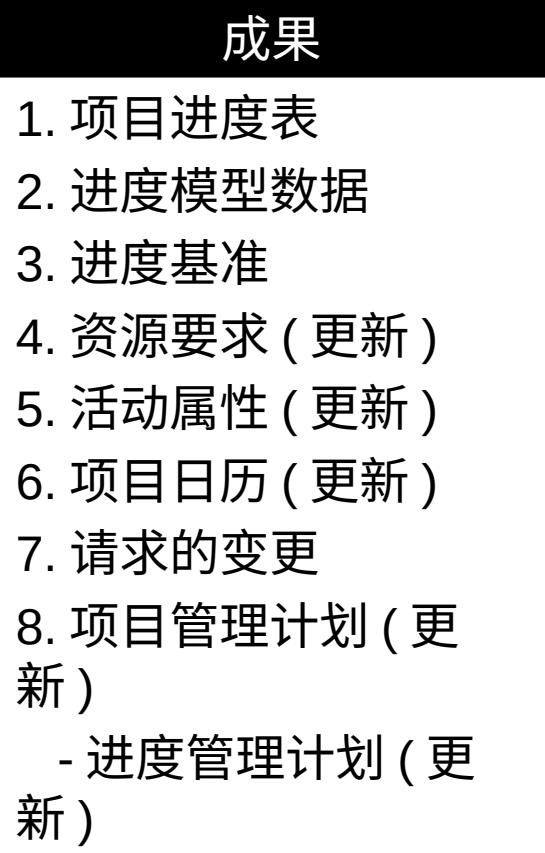 成果
1. 项目进度表
2. 进度模型数据
3. 进度基准
4. 资源要求 ( 更新 )
5. 活动属性 ( 更新 )
6. 项目日历 ( 更新 )
7. 请求的变更
8. 项目管理计划 ( 更
新 )
- 进度管理计划 ( 更
新 )